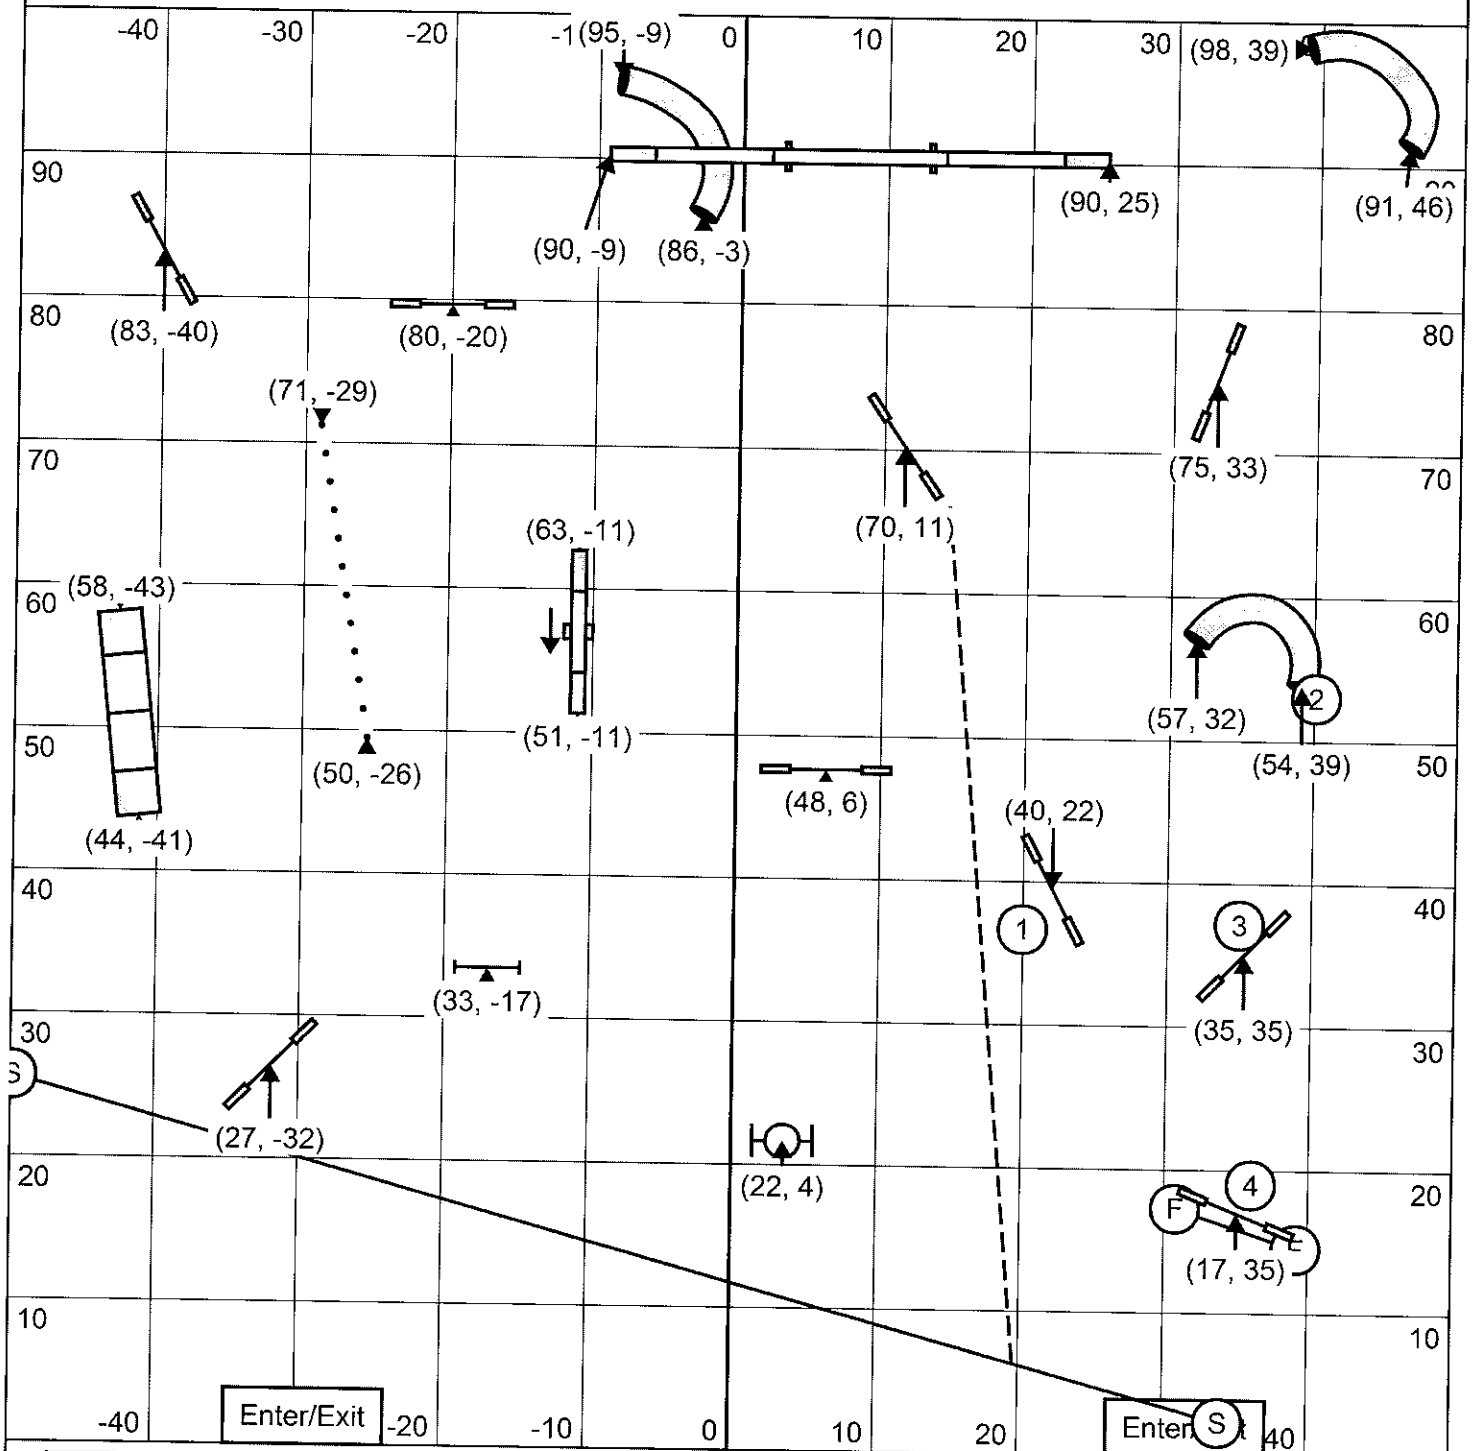 -40 -30 -20 -1 (95, -9) 0 10 20 30 (98, 39)
90 (90, -9) (86, -3) (90, 25) (91, 46)
(83, -40)
80 (80, -20) 80
(71, -29)
70 (75, 33) 70
(70, 11)
(63, -11)
(58, -43)
60 60
(57, 32) 2
50 (51, -11) 50
(50, -26) (54, 39)
(48, 6)
(44, -41) (40, 22)
40 40
1 3
(33, -17)
30 (35, 35) 30
S
(27, -32)
20 (22, 4) 4 20
F
(17, 35)
10 10
-40 Enter/Exit -20 -10 0 10 20 Enter S 40